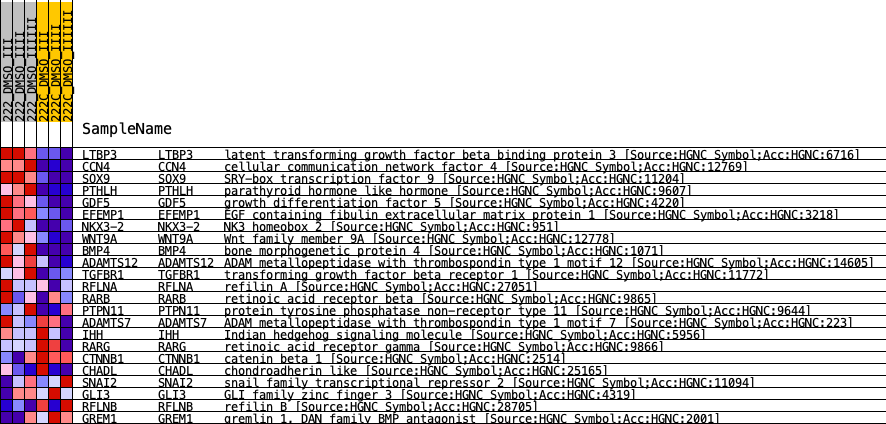 222_DMSO_III
222_DMSO_IIII
222_DMSO_IIIIII
222C_DMSO_III
222C_DMSO_IIII
222C_DMSO_IIIIII
SampleName
LTBP3 LTBP3 latent transforming growth factor beta binding protein 3 [Source:HGNC Symbol;Acc:HGNC:6716]
CCN4 CCN4 cellular communication network factor 4 [Source:HGNC Symbol;Acc:HGNC:12769]
SOX9 SOX9 SRY-box transcription factor 9 [Source:HGNC Symbol;Acc:HGNC:11204]
PTHLH PTHLH parathyroid hormone like hormone [Source:HGNC Symbol;Acc:HGNC:9607]
GDF5 GDF5 growth differentiation factor 5 [Source:HGNC Symbol;Acc:HGNC:4220]
EFEMP1 EFEMP1 EGF containing fibulin extracellular matrix protein 1 [Source:HGNC Symbol;Acc:HGNC:3218]
NKX3-2 NKX3-2 NK3 homeobox 2 [Source:HGNC Symbol;Acc:HGNC:951]
WNT9A WNT9A Wnt family member 9A [Source:HGNC Symbol;Acc:HGNC:12778]
BMP4 BMP4 bone morphogenetic protein 4 [Source:HGNC Symbol;Acc:HGNC:1071]
ADAMTS12 ADAMTS12 ADAM metallopeptidase with thrombospondin type 1 motif 12 [Source:HGNC Symbol;Acc:HGNC:14605]
TGFBR1 TGFBR1 transforming growth factor beta receptor 1 [Source:HGNC Symbol;Acc:HGNC:11772]
RFLNA RFLNA refilin A [Source:HGNC Symbol;Acc:HGNC:27051]
RARB RARB retinoic acid receptor beta [Source:HGNC Symbol;Acc:HGNC:9865]
PTPN11 PTPN11 protein tyrosine phosphatase non-receptor type 11 [Source:HGNC Symbol;Acc:HGNC:9644]
ADAMTS7 ADAMTS7 ADAM metallopeptidase with thrombospondin type 1 motif 7 [Source:HGNC Symbol;Acc:HGNC:223]
IHH IHH Indian hedgehog signaling molecule [Source:HGNC Symbol;Acc:HGNC:5956]
RARG RARG retinoic acid receptor gamma [Source:HGNC Symbol;Acc:HGNC:9866]
CTNNB1 CTNNB1 catenin beta 1 [Source:HGNC Symbol;Acc:HGNC:2514]
CHADL CHADL chondroadherin like [Source:HGNC Symbol;Acc:HGNC:25165]
SNAI2 SNAI2 snail family transcriptional repressor 2 [Source:HGNC Symbol;Acc:HGNC:11094]
GLI3 GLI3 GLI family zinc finger 3 [Source:HGNC Symbol;Acc:HGNC:4319]
RFLNB RFLNB refilin B [Source:HGNC Symbol;Acc:HGNC:28705]
GREM1 GREM1 gremlin 1, DAN family BMP antagonist [Source:HGNC Symbol;Acc:HGNC:2001]